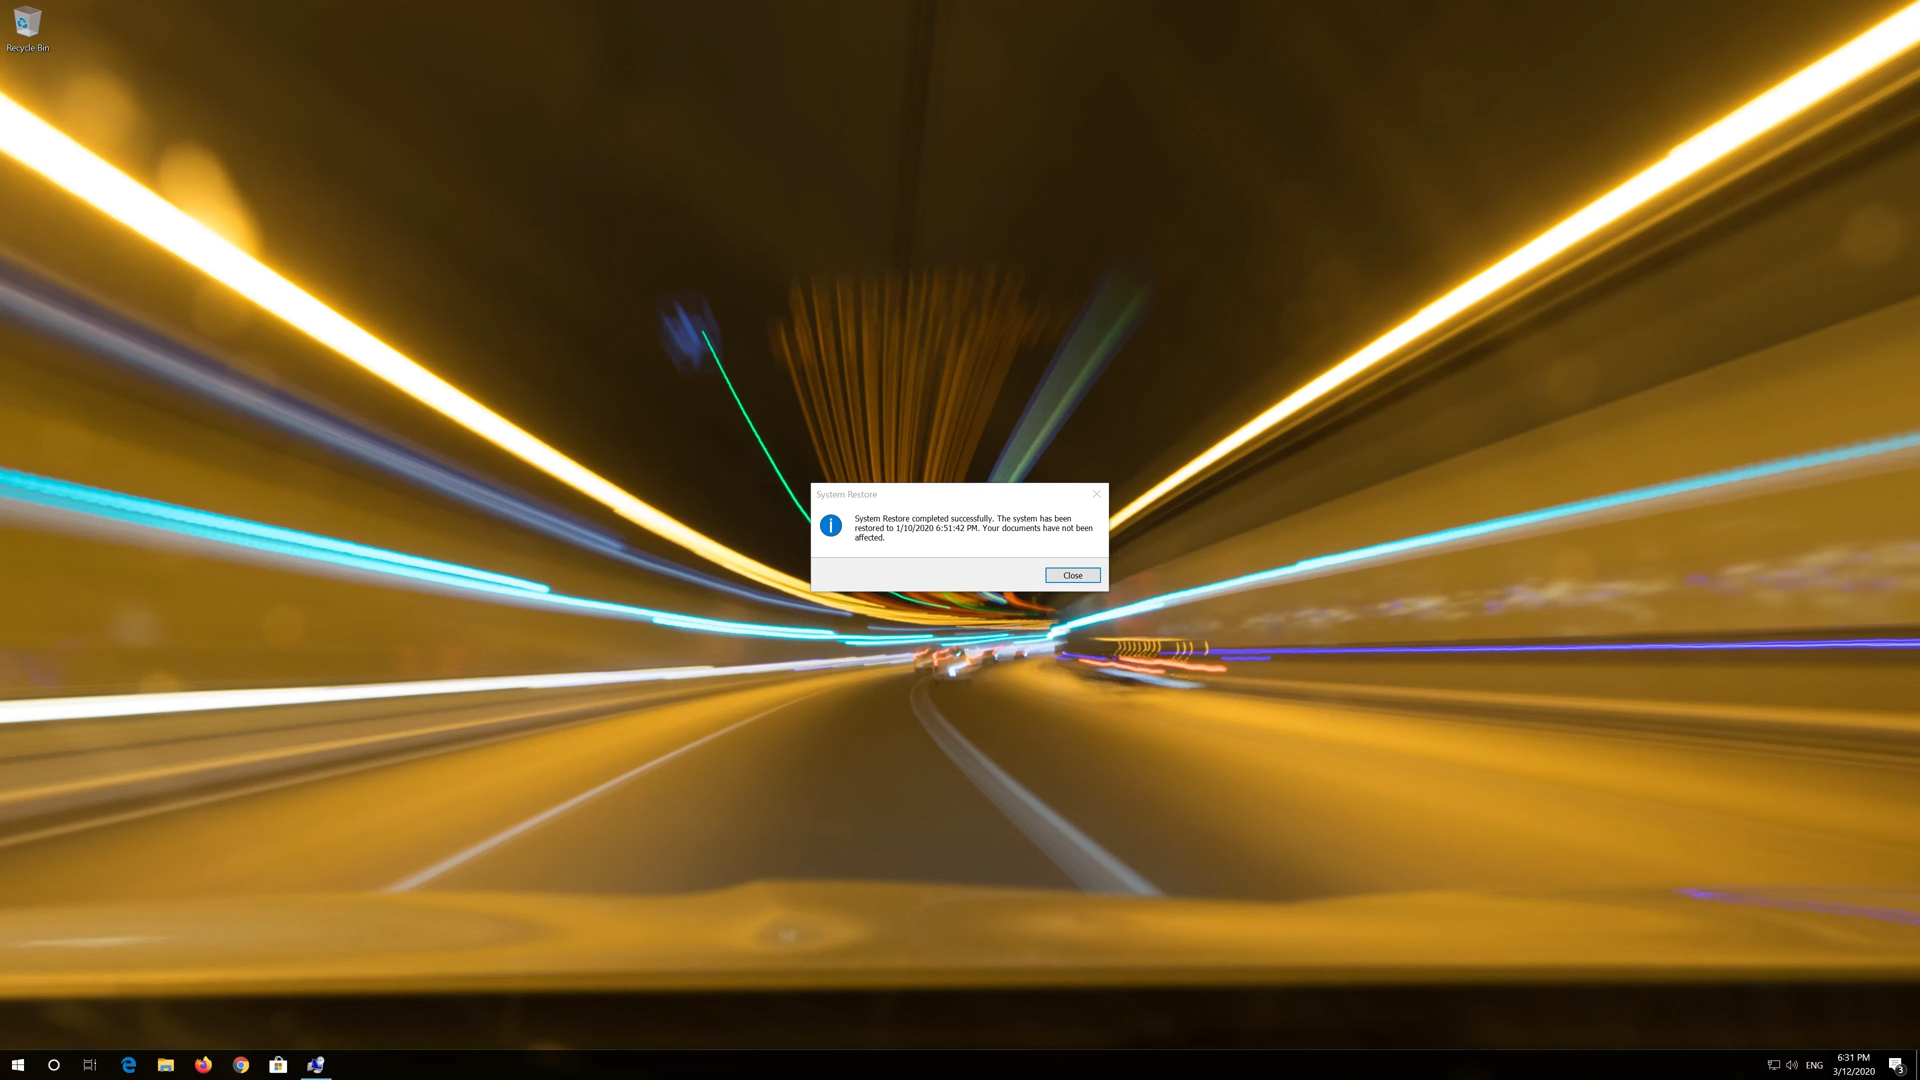 Recycle Bin
System Restore
System Restore completed successfully. The system has been
restored to 1/10/2020 6:51:42 PM. Your documents have not been
affected.
Close
ENG
6:31 PM
3/12/2020
3